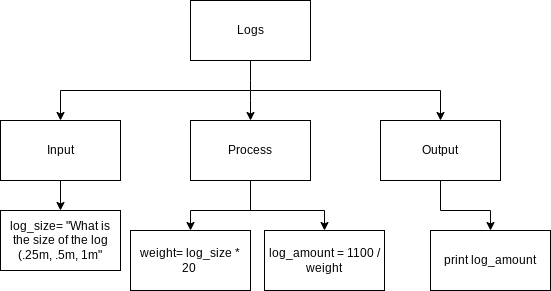 Logs
Input
Process
Output
log_size= "What is
the size of the log
(.25m, .5m, 1m"
weight= log_size *
20
log_amount = 1100 /
weight
print log_amount